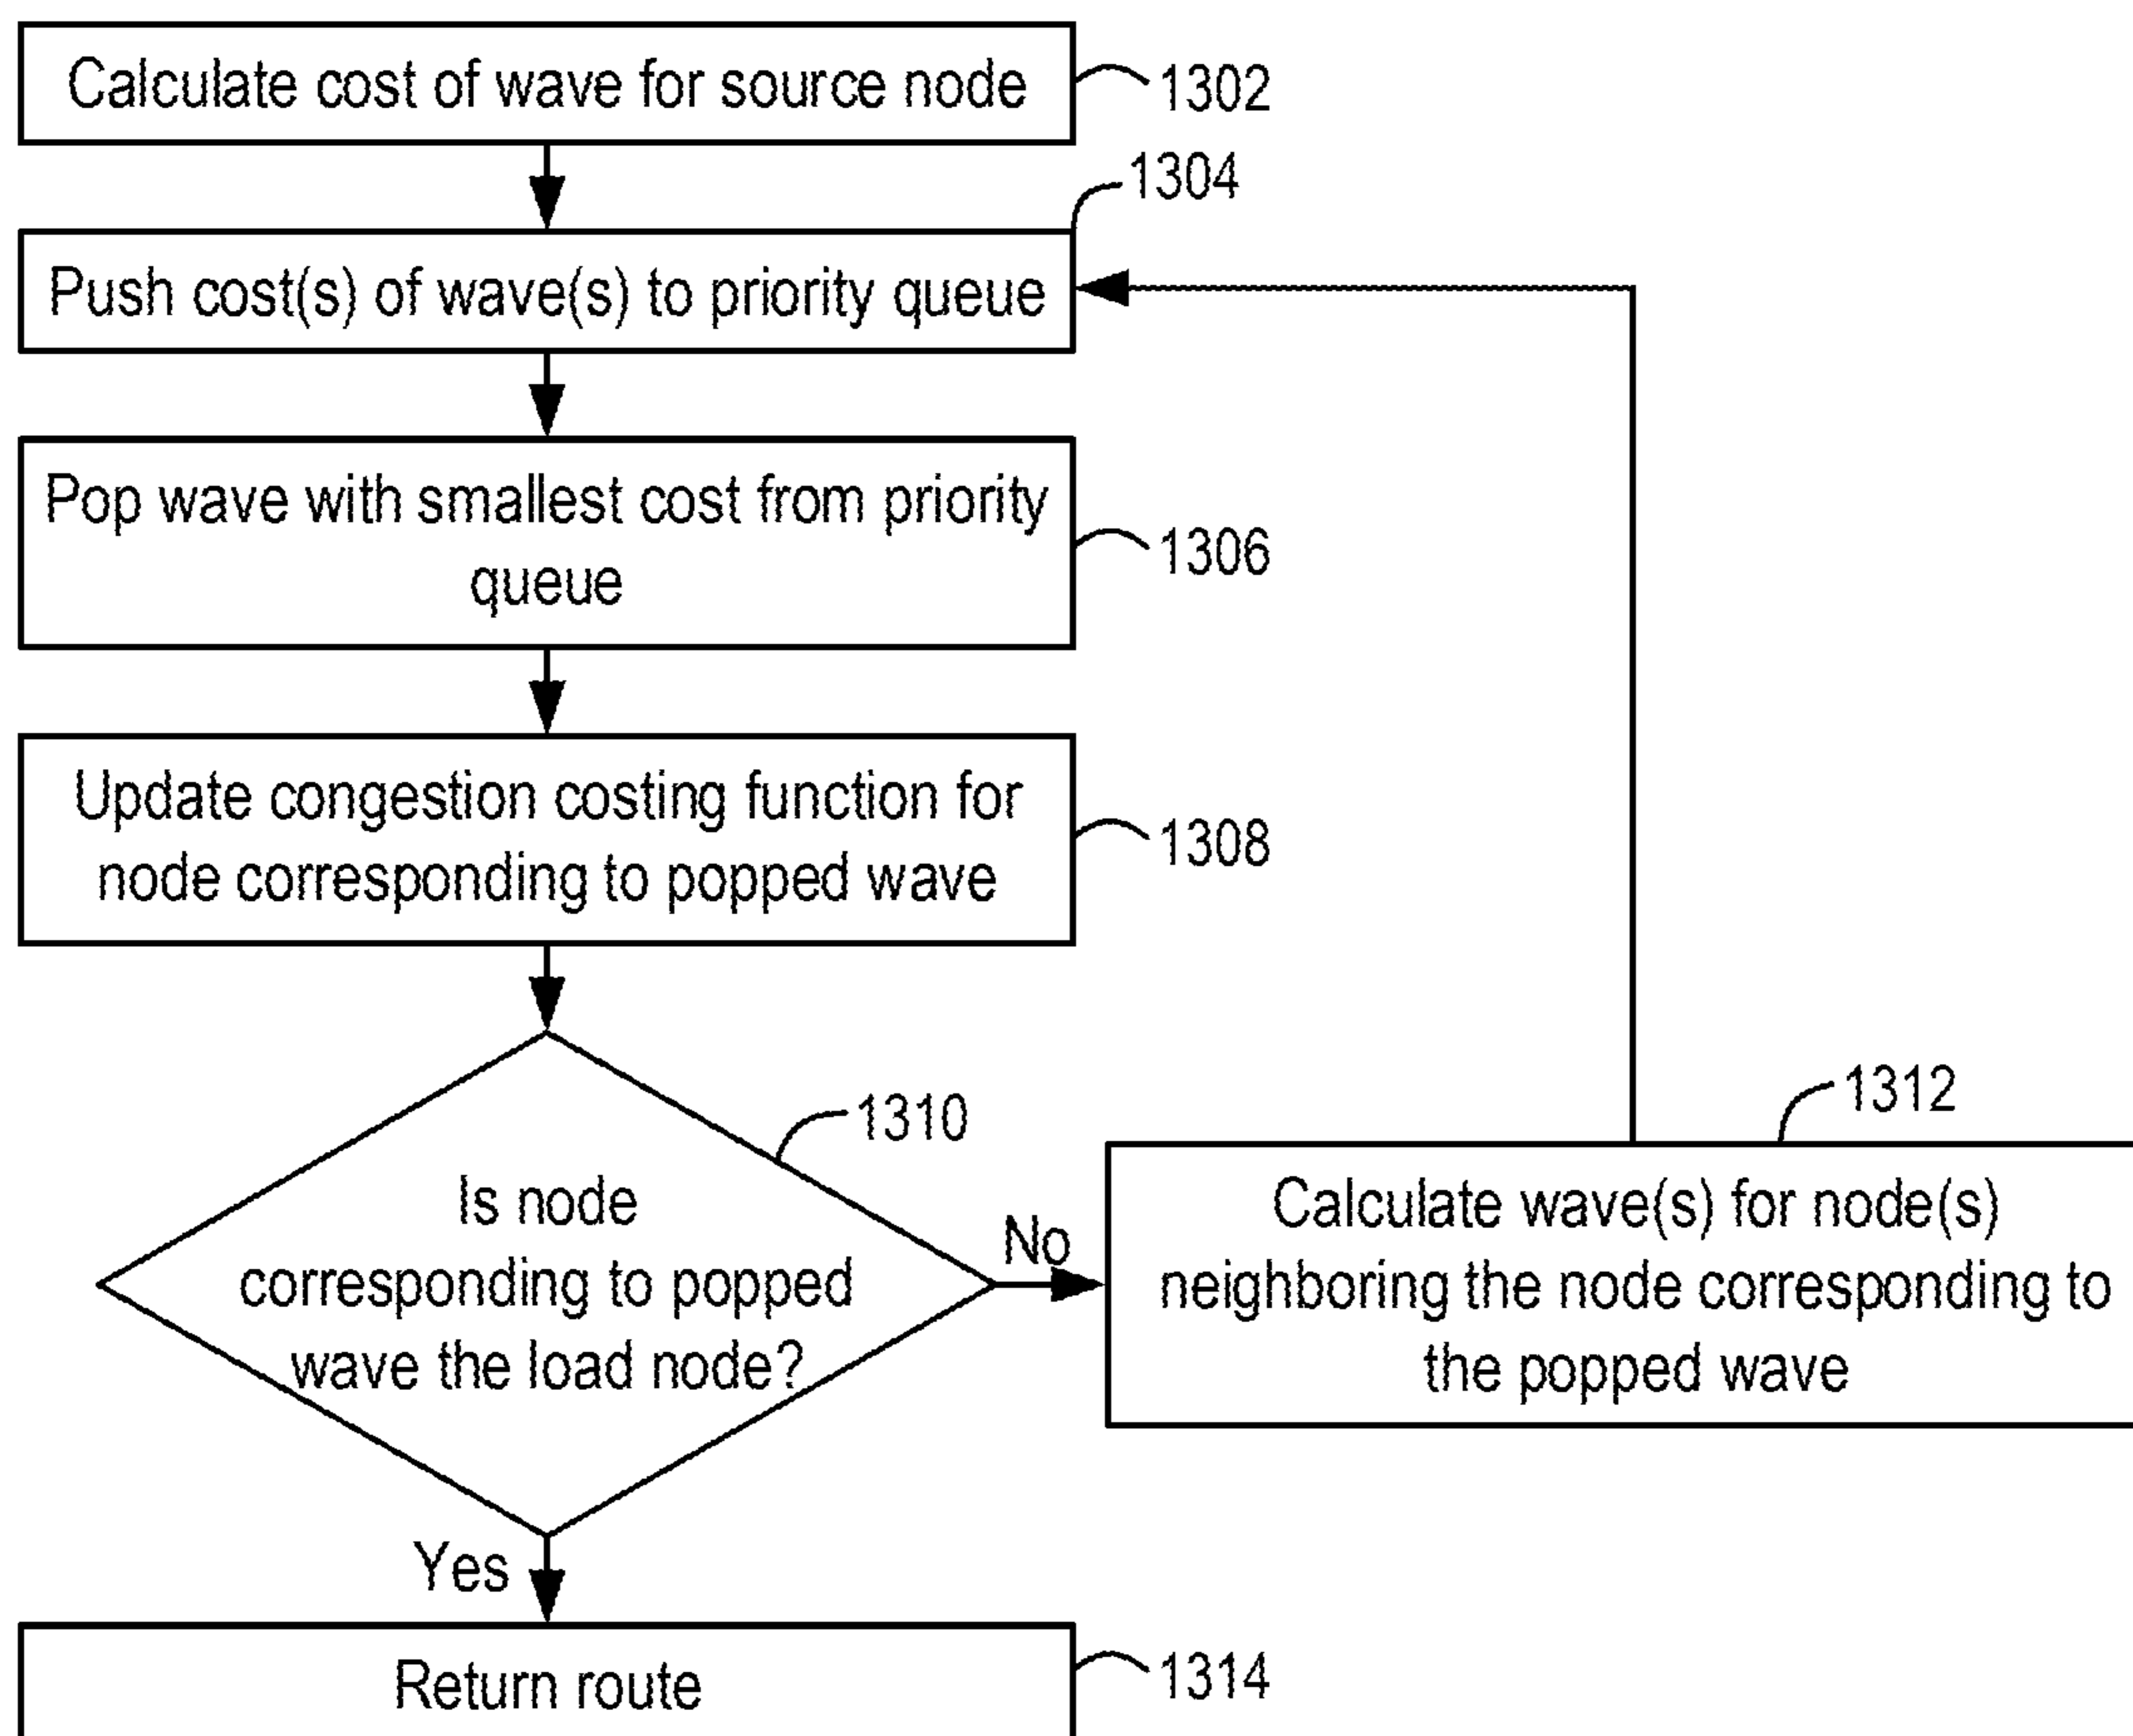 Calculate cost of wave for source node
1302
1304
Push cost(s) of wave(s) to priority queue
Pop wave with smallest cost from priority
queue
1306
Update congestion costing function for
node corresponding to popped wave
1308
1310
Is node
corresponding to popped
wave the load node?
No
1312
Calculate wave(s) for node(s)
neighboring the node corresponding to
the popped wave
Yes
Return route
1314